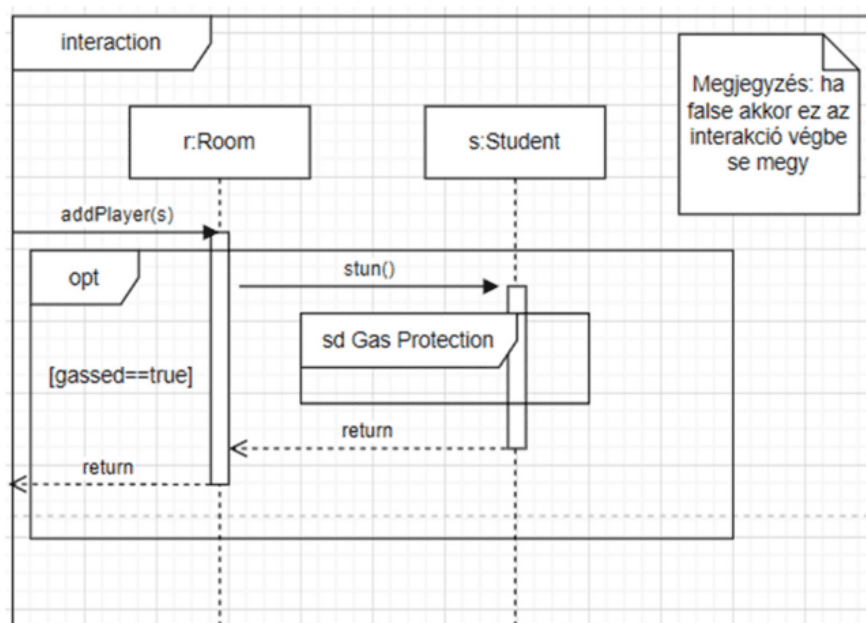 interaction
Megjegyzés: ha
false akkor ez az
interakció végbe
se megy
r:Room
s:Student
addPlayer(s)
opt
stun()
sd Gas Protection
[gassed==true]
return
return